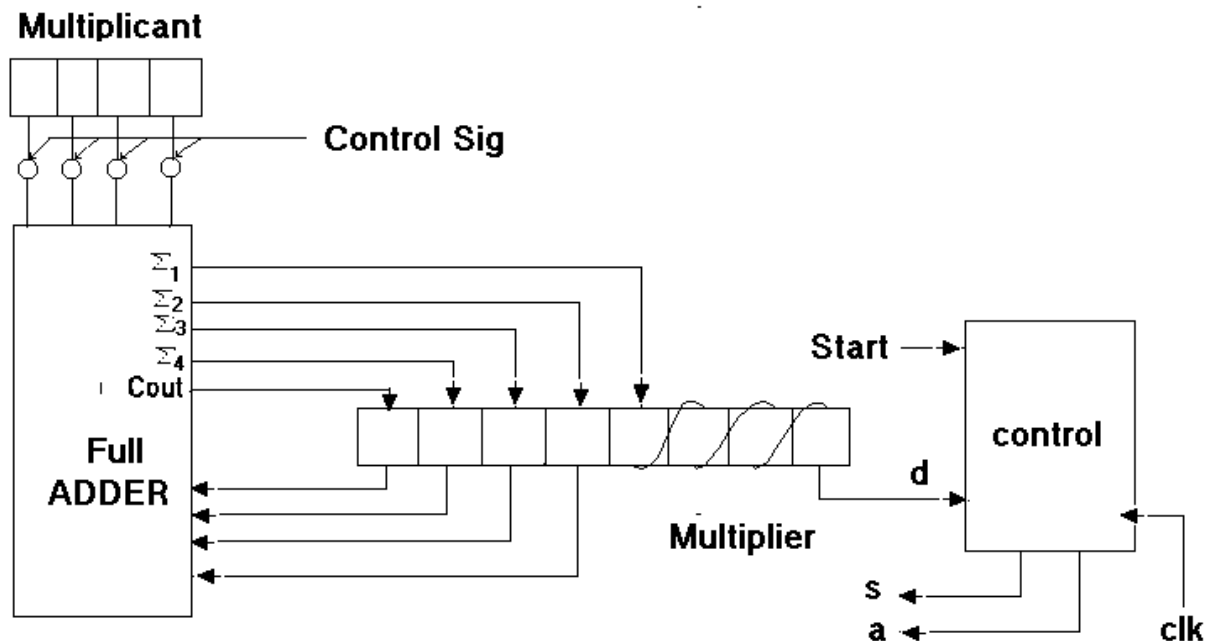 Multiplicant
Control Sig
Σ1
Σ2
Σ3
Σ4
Cout
Full
ADDER
Start
control
d
Multiplier
s
a
clk